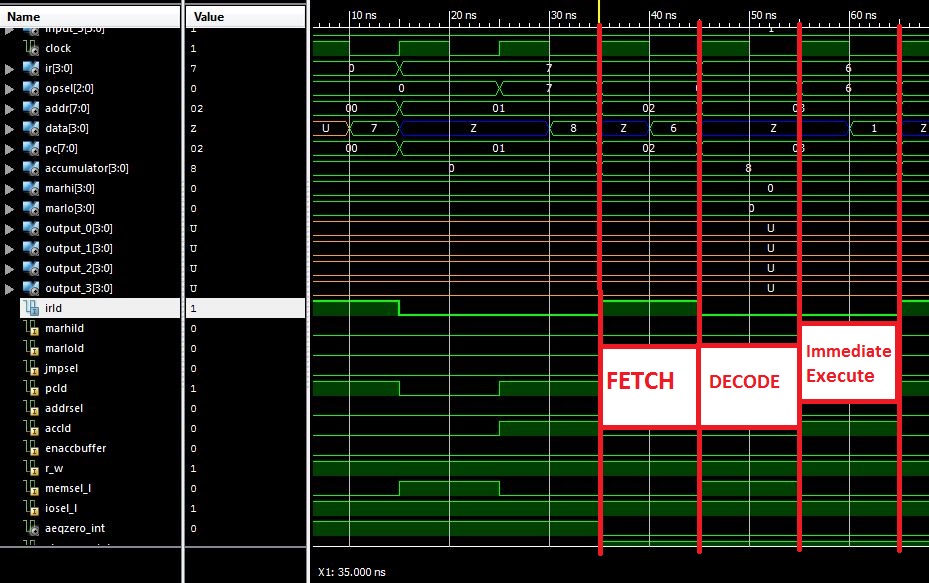 Name Value 10 ns 20 ns 30 ns 40 ns 50 ns 60 ns
input_3[3:0] 1 1
clock 1
ir[3:0] 7 0 7 6
opsel[2:0] 0 0 7 6
addr[7:0] 02 00 01 02 03
data[3:0] Z U 7 Z 8 Z 6 Z 1 Z
pc[7:0] 02 00 01 02 03
accumulator[3:0] 8 0 8
marhi[3:0] 0 0
marlo[3:0] 0 0
output_0[3:0] U U
output_1[3:0] U U
output_2[3:0] U U
output_3[3:0] U U
irld 1
marhild 0
marlold 0
jmpsel 0
pcld 1
addrsel 0
accld 0
enaccbuffer 0
r_w 1
memsel_l 0
iosel_l 1
aeqzero_int 0
FETCH
DECODE
Immediate
Execute
X1: 35.000 ns